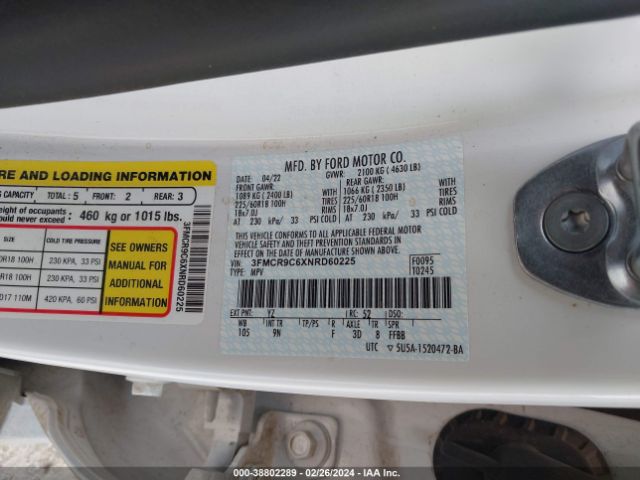 RE AND LOADING INFORMATION
G CAPACITY TOTAL : 5 FRONT: 2 REAR: 3
eight of occupants
ould never exceed : 460 kg or 1015 lbs.
SIZE COLD TIRE PRESSURE
0R18 100H 230 KPA, 33 PSI
0R18 100H 230 KPA, 33 PSI
D17 110M 420 KPA, 60 PSI
SEE OWNERS
MANUAL FOR
ADDITIONAL
INFORMATION
3FMCR9C6XNRD60225
MFD. BY FORD MOTOR CO.
DATE: 04/22 GVWR: 2100 KG ( 4630 LB)
FRONT GAWR: REAR GAWR:
1089 KG ( 2400 LB) WITH 1066 KG ( 2350 LB) WITH
225/60R18 100H TIRES 225/60R18 100H TIRES
18x7.0J RIMS 18x7.0J RIMS
AT 230 kPa/ 33 PSI COLD AT 230 kPa/ 33 PSI COLD
THIS VEHICLE CONFORMS TO ALL APPLICABLE FEDERAL MOTOR
VEHICLE SAFETY AND THEFT PREVENTION STANDARDS IN EFFECT
ON THE DATE OF MANUFACTURE SHOWN ABOVE.
VIN: 3FMCR9C6XNRD60225 F0095
TYPE: MPV T0245
EXT PNT: YZ RC: 52 DSO:
WB INT TR TP/PS R AXLE TR SPR
105 9N F 3D 8 FFBB
UTC SU5A-1520472-BA
000-38802289 - 02/26/2024 - IAA Inc.